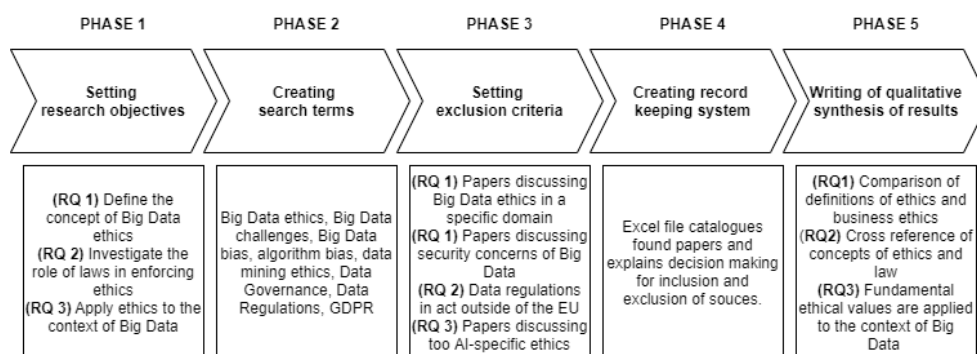 PHASE 1
PHASE 2
PHASE 3
PHASE 4
PHASE 5
Setting
research objectives
Creating
search terms
Setting
exclusion criteria
Creating record
keeping system
Writing of qualitative
synthesis of results
(RQ 1) Define the
concept of Big Data
ethics
(RQ 2) Investigate the
role of laws in enforcing
ethics
(RQ 3) Apply ethics to the
context of Big Data
Big Data ethics, Big Data
challenges, Big Data
bias, algorithm bias, data
mining ethics, Data
Governance, Data
Regulations, GDPR
(RQ 1) Papers discussing
Big Data ethics in a
specific domain
(RQ 1) Papers discussing
security concerns of Big
Data
(RQ 2) Data regulations
in act outside of the EU
(RQ 3) Papers discussing
too AI-specific ethics
Excel file catalogues
found papers and
explains decision making
for inclusion and
exclusion of souces.
(RQ1) Comparison of
definitions of ethics and
business ethics
(RQ2) Cross reference of
concepts of ethics and
law
(RQ3) Fundamental
ethical values are applied
to the context of Big
Data